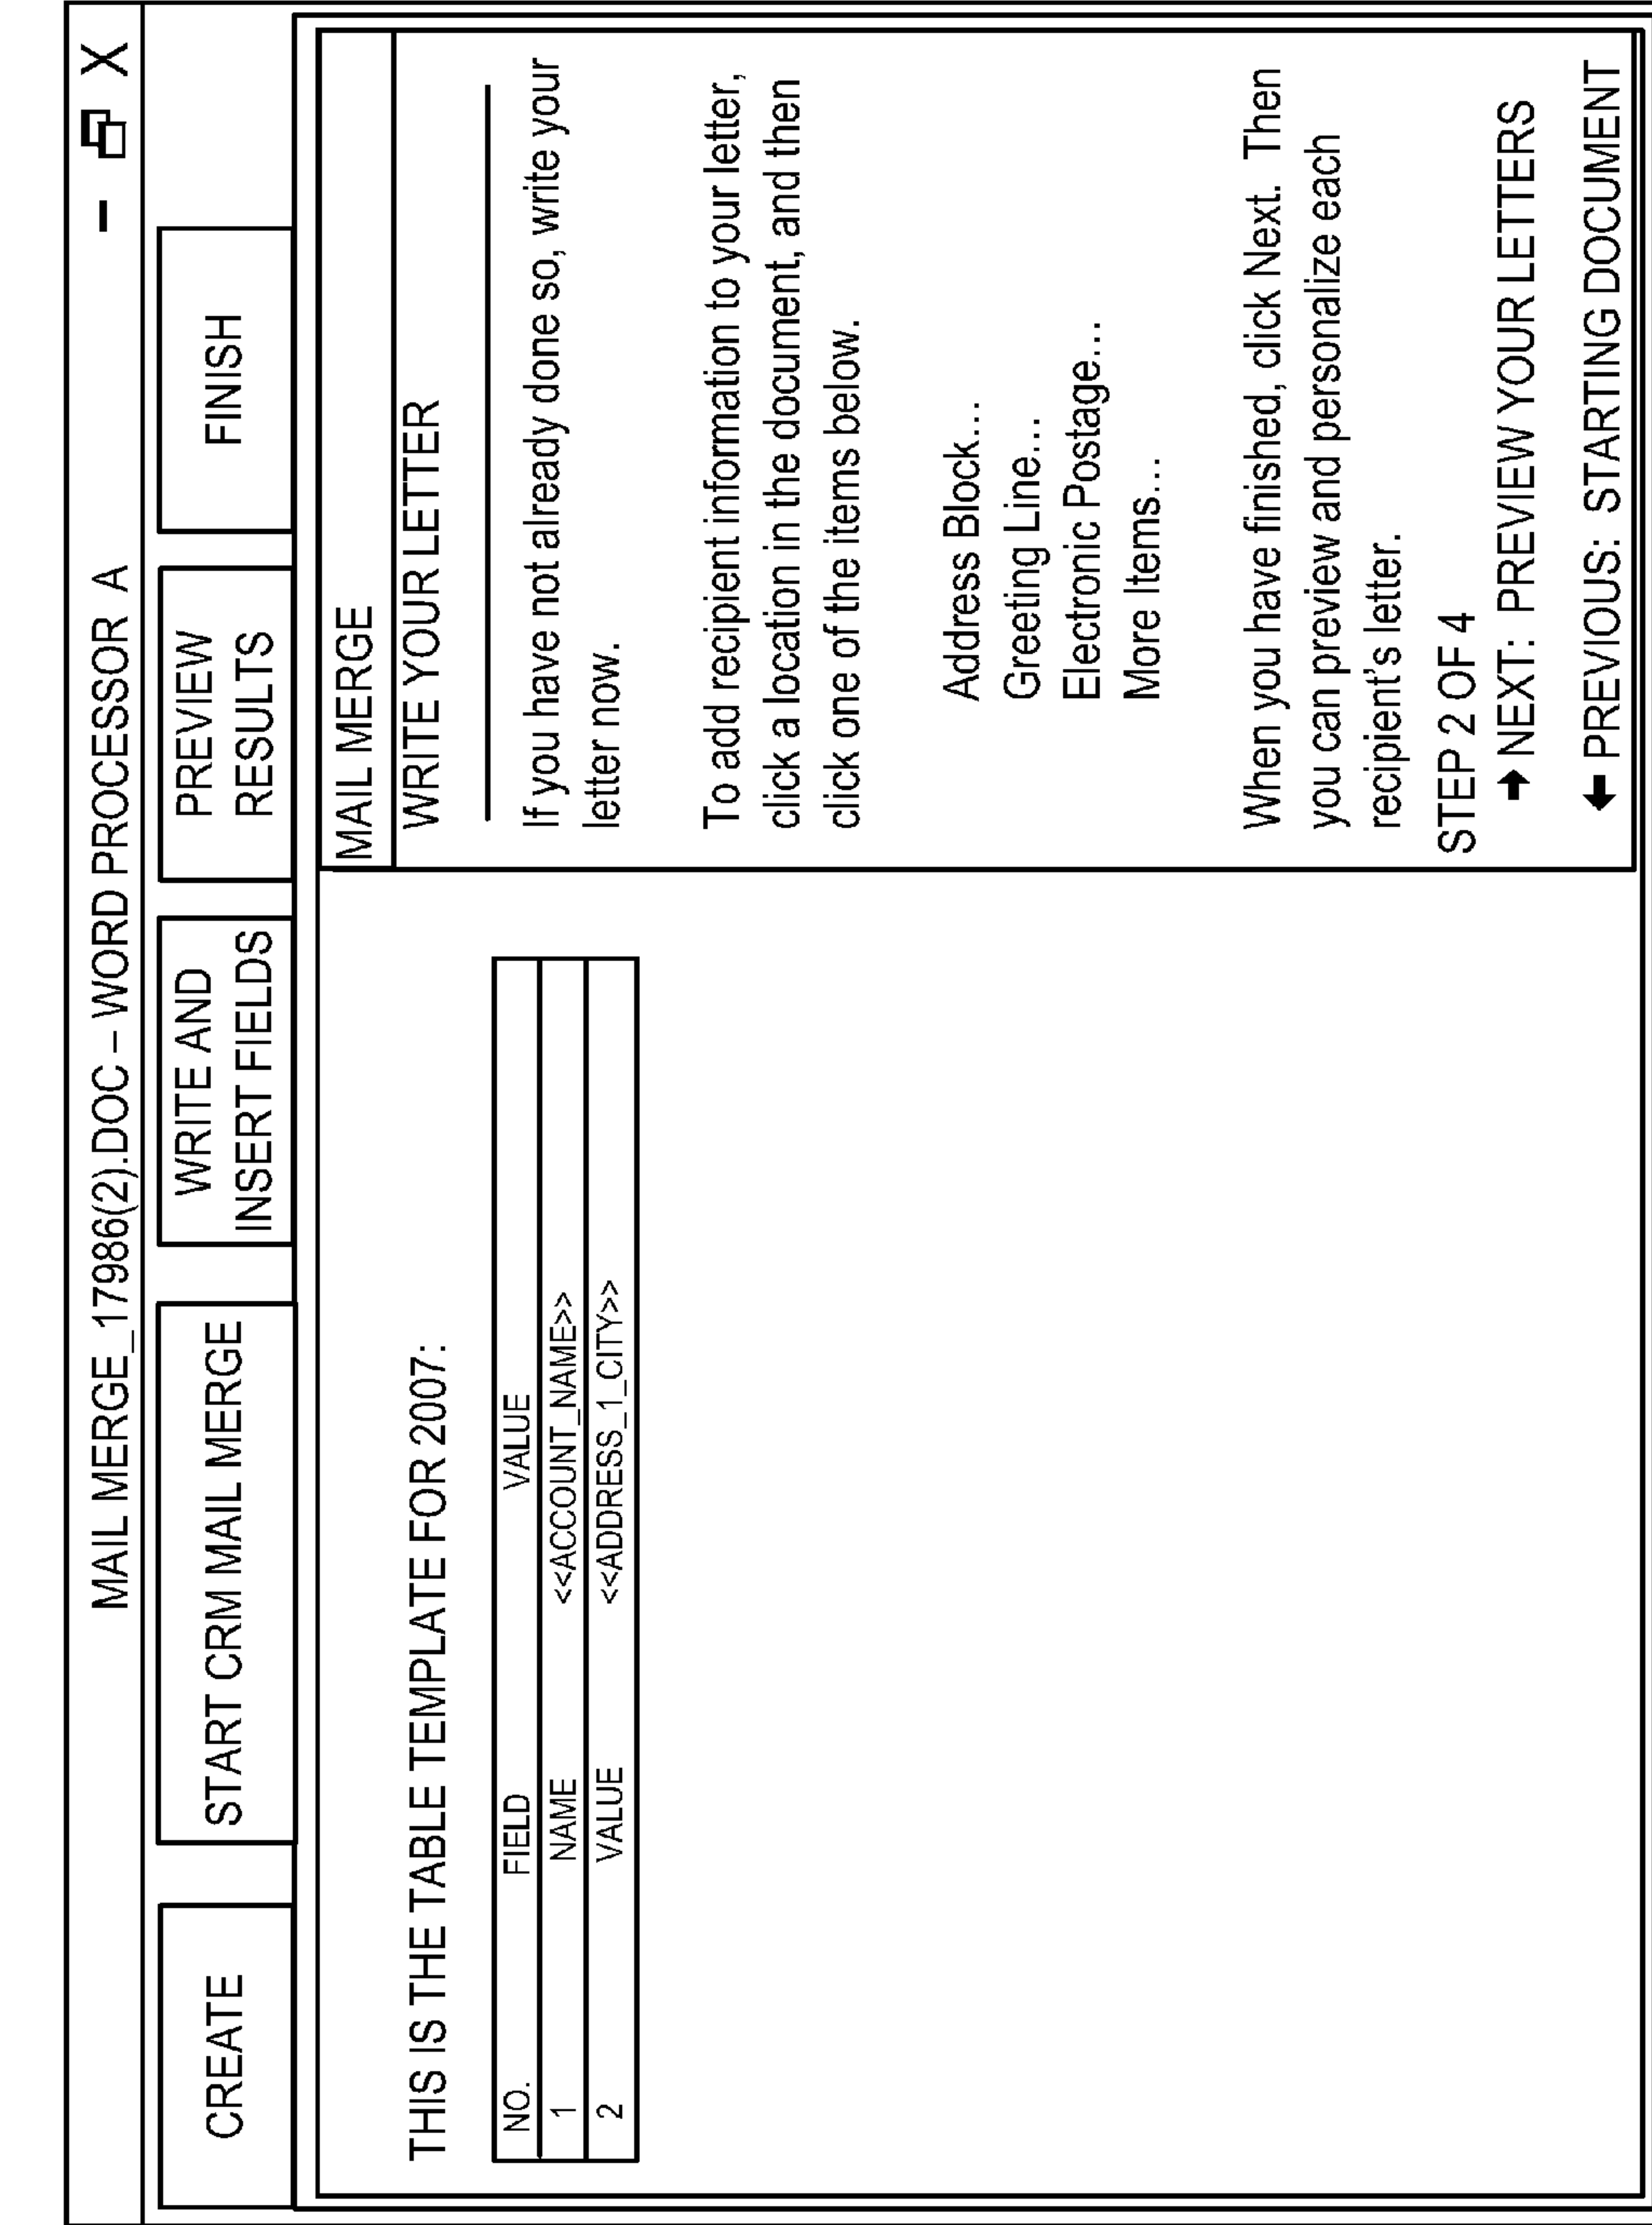 MAIL MERGE_17986(2).DOC – WORD PROCESSOR A
X
CREATE
START CRM MAIL MERGE
WRITE AND
INSERT FIELDS
PREVIEW
RESULTS
FINISH
THIS IS THE TABLE TEMPLATE FOR 2007:
NO. FIELD VALUE
1 NAME <<ACCOUNT_NAME>>
2 VALUE <<ADDRESS_1_CITY>>
MAIL MERGE
WRITE YOUR LETTER
If you have not already done so, write your
letter now.
To add recipient information to your letter,
click a location in the document, and then
click one of the items below.
Address Block...
Greeting Line...
Electronic Postage...
More Items...
When you have finished, click Next. Then
you can preview and personalize each
recipient's letter.
STEP 2 OF 4
NEXT: PREVIEW YOUR LETTERS
PREVIOUS: STARTING DOCUMENT